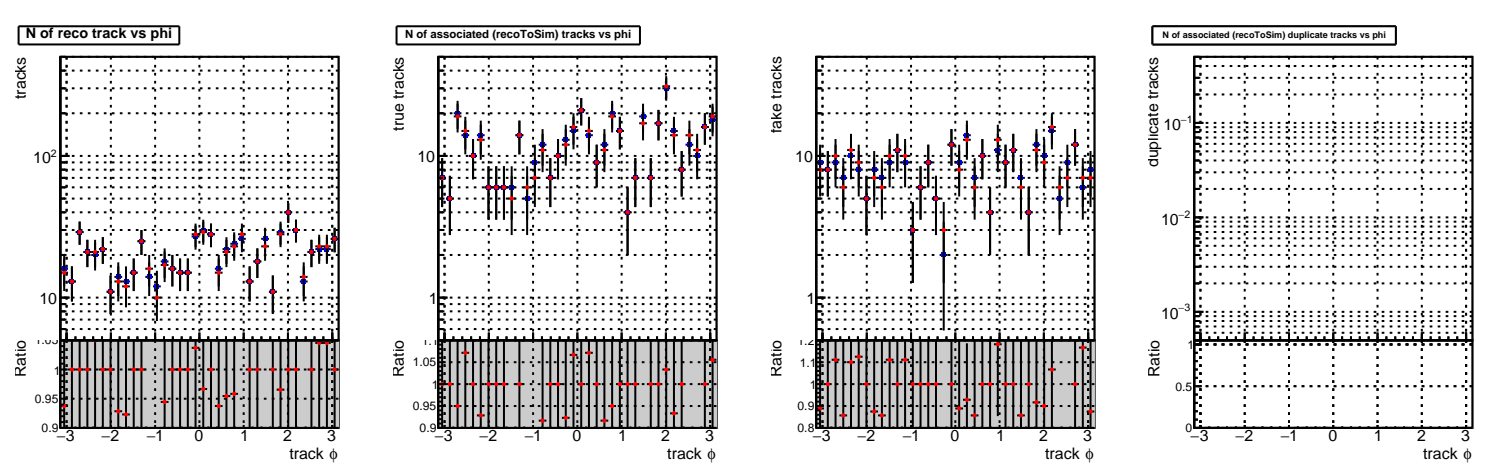 N of reco track vs phi
tracks
10²
10
Ratio
1.05
1
0.95
0.9
−3 −2 −1 0 1 2 3
track ϕ
N of associated (recoToSim) tracks vs phi
true tracks
10
1
Ratio
1.1
1.05
1
0.95
0.9
−3 −2 −1 0 1 2 3
track ϕ
fake tracks
10
1
Ratio
1.2
1.1
1
0.9
0.8
−3 −2 −1 0 1 2 3
track ϕ
N of associated (recoToSim) duplicate tracks vs phi
duplicate tracks
10⁻¹
10⁻²
10⁻³
Ratio
1
0.5
0
−3 −2 −1 0 1 2 3
track ϕ